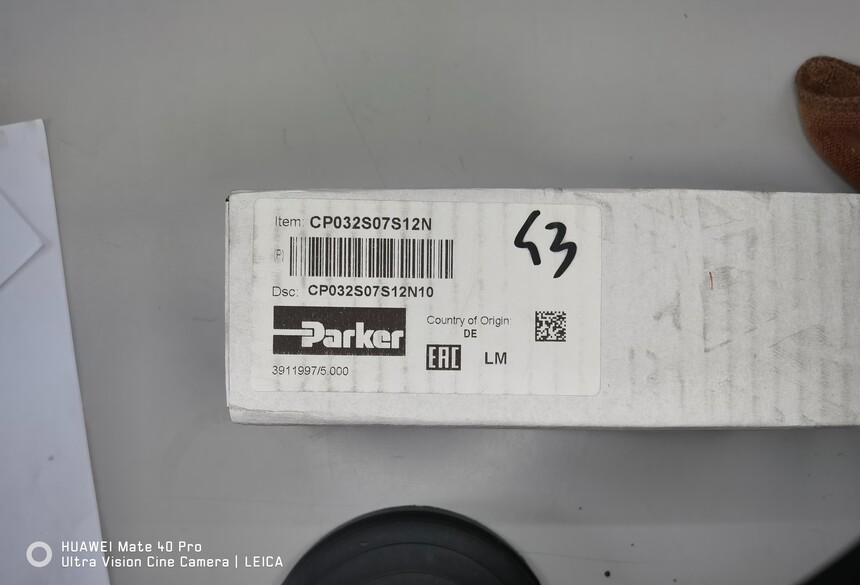 Item: CP032S07S12N
43
(P)
Dsc: CP032S07S12N10
Parker
Country of Origin:
DE
EAC
LM
3911997/5.000
HUAWEI Mate 40 Pro
Ultra Vision Cine Camera | LEICA